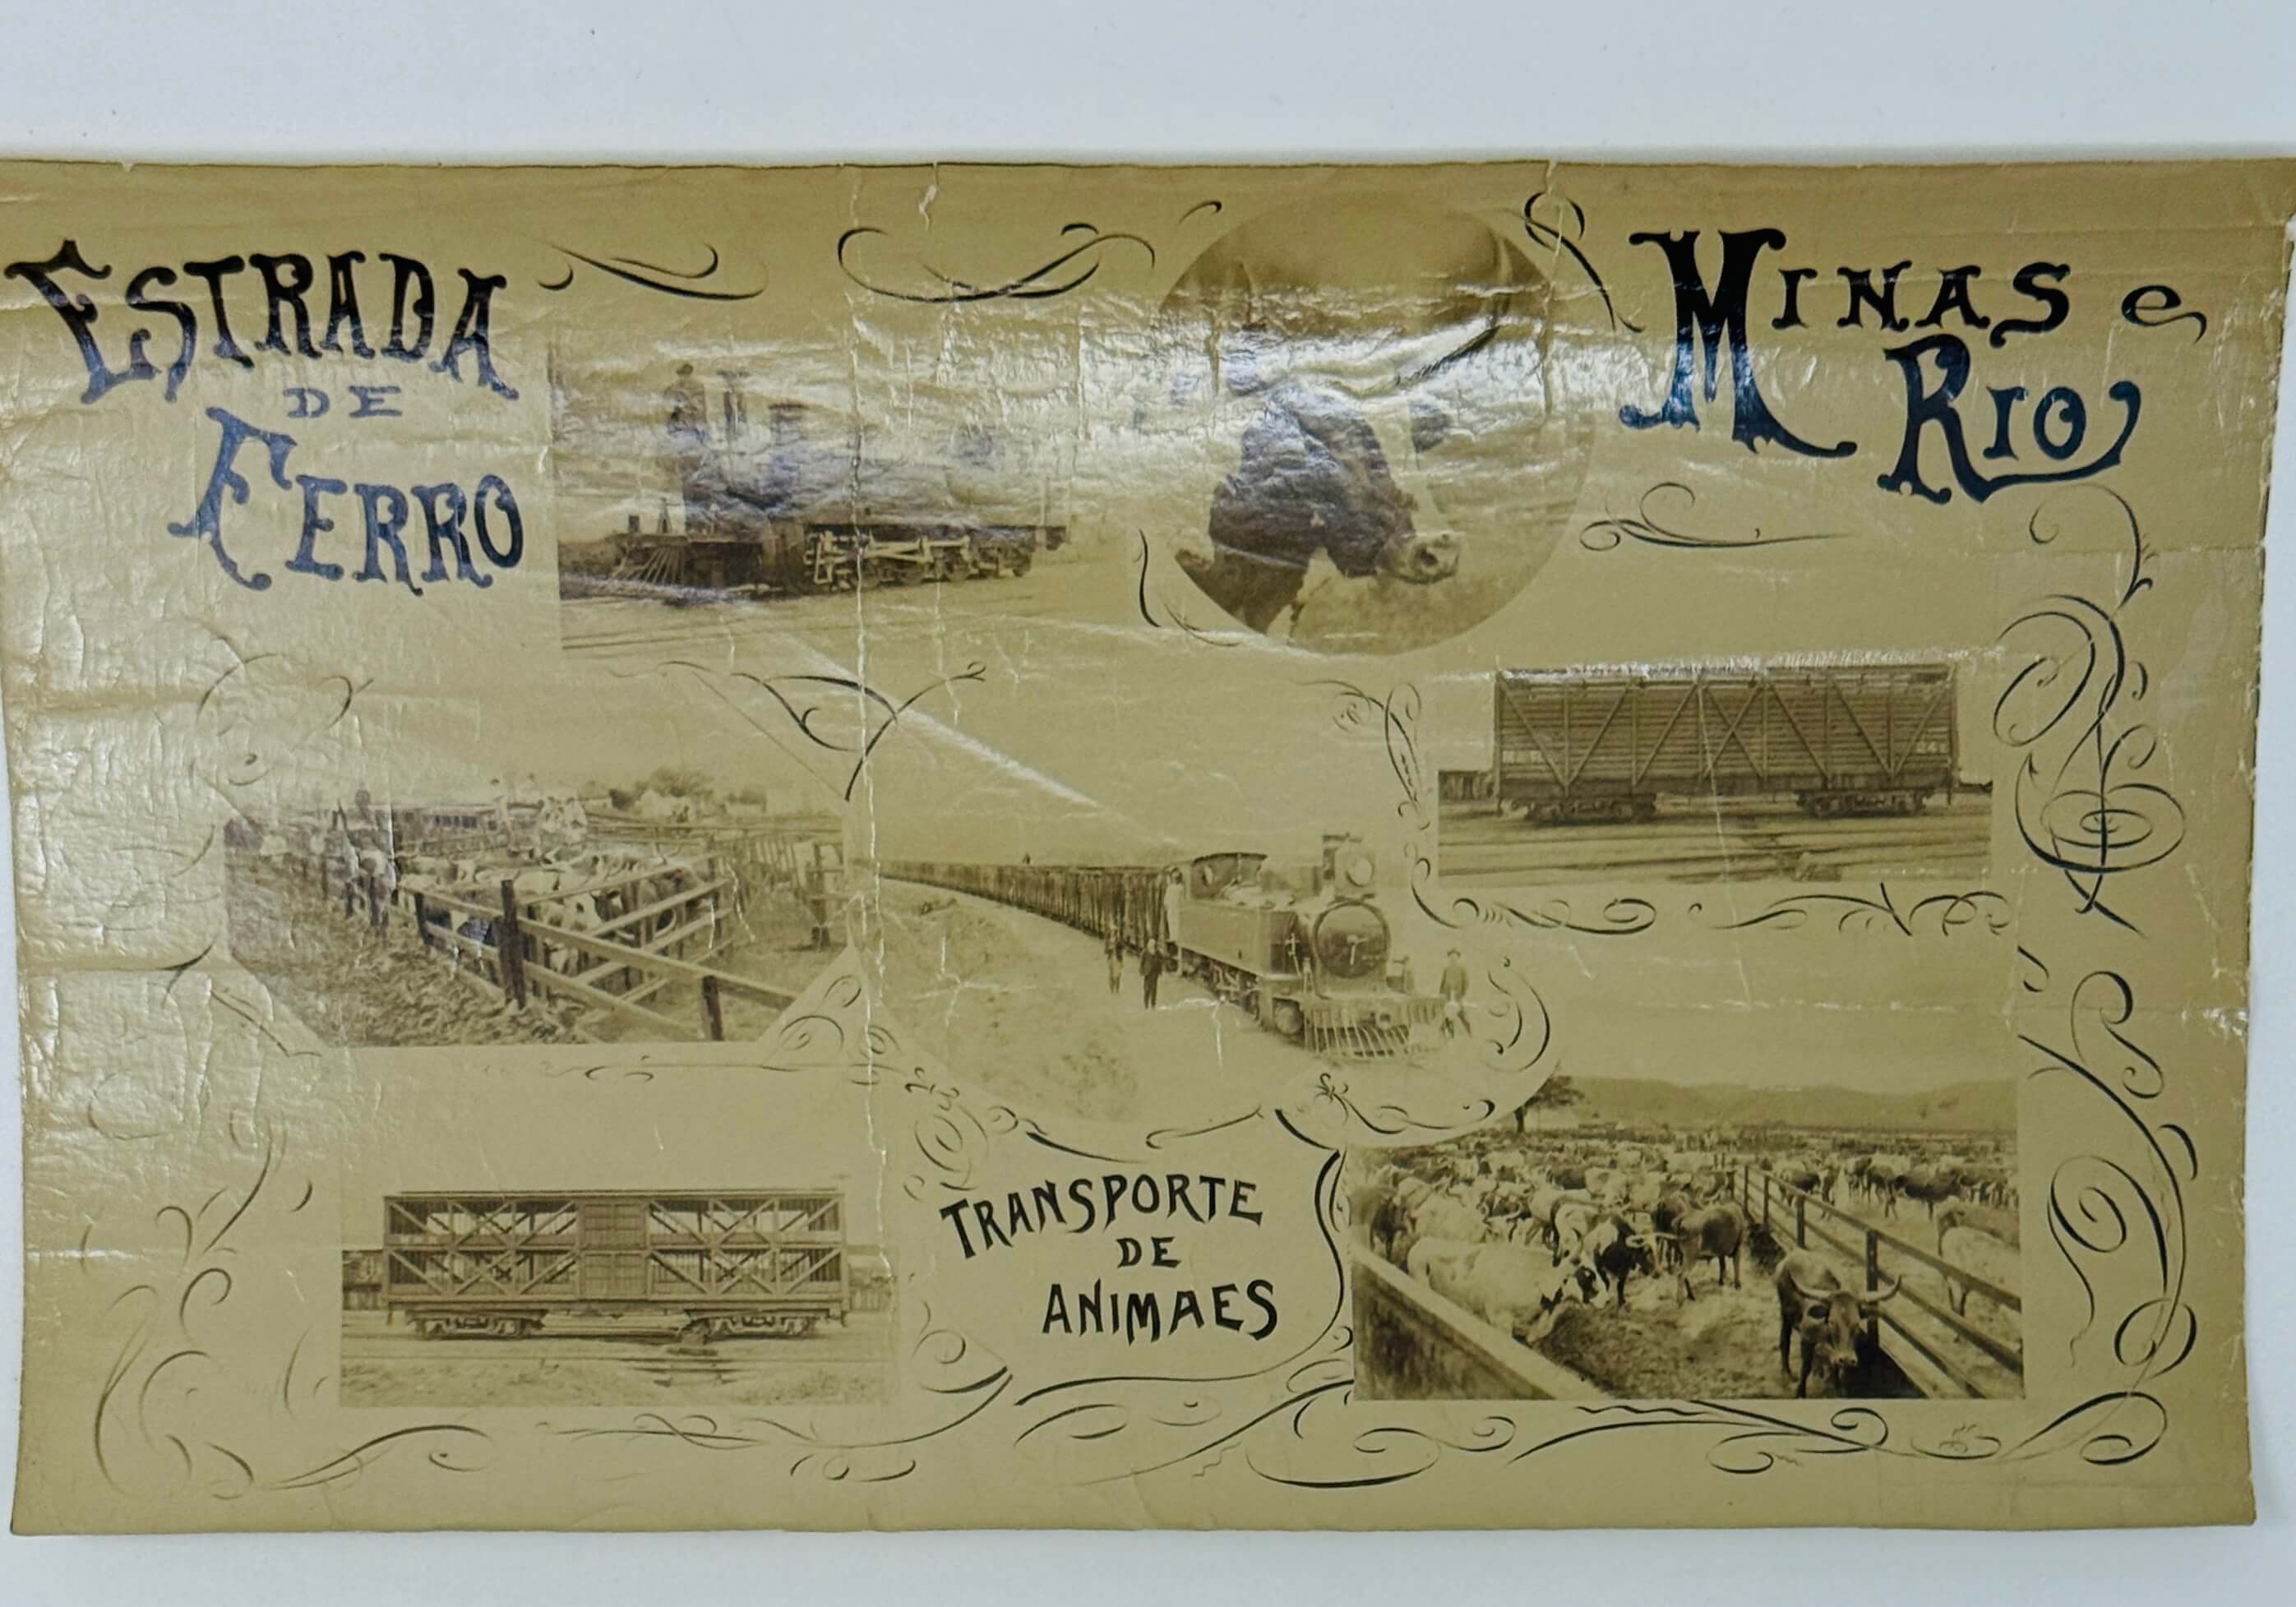 ESTRADA
DE
FERRO
MINAS e
RIO
TRANSPORTE
DE
ANIMAES